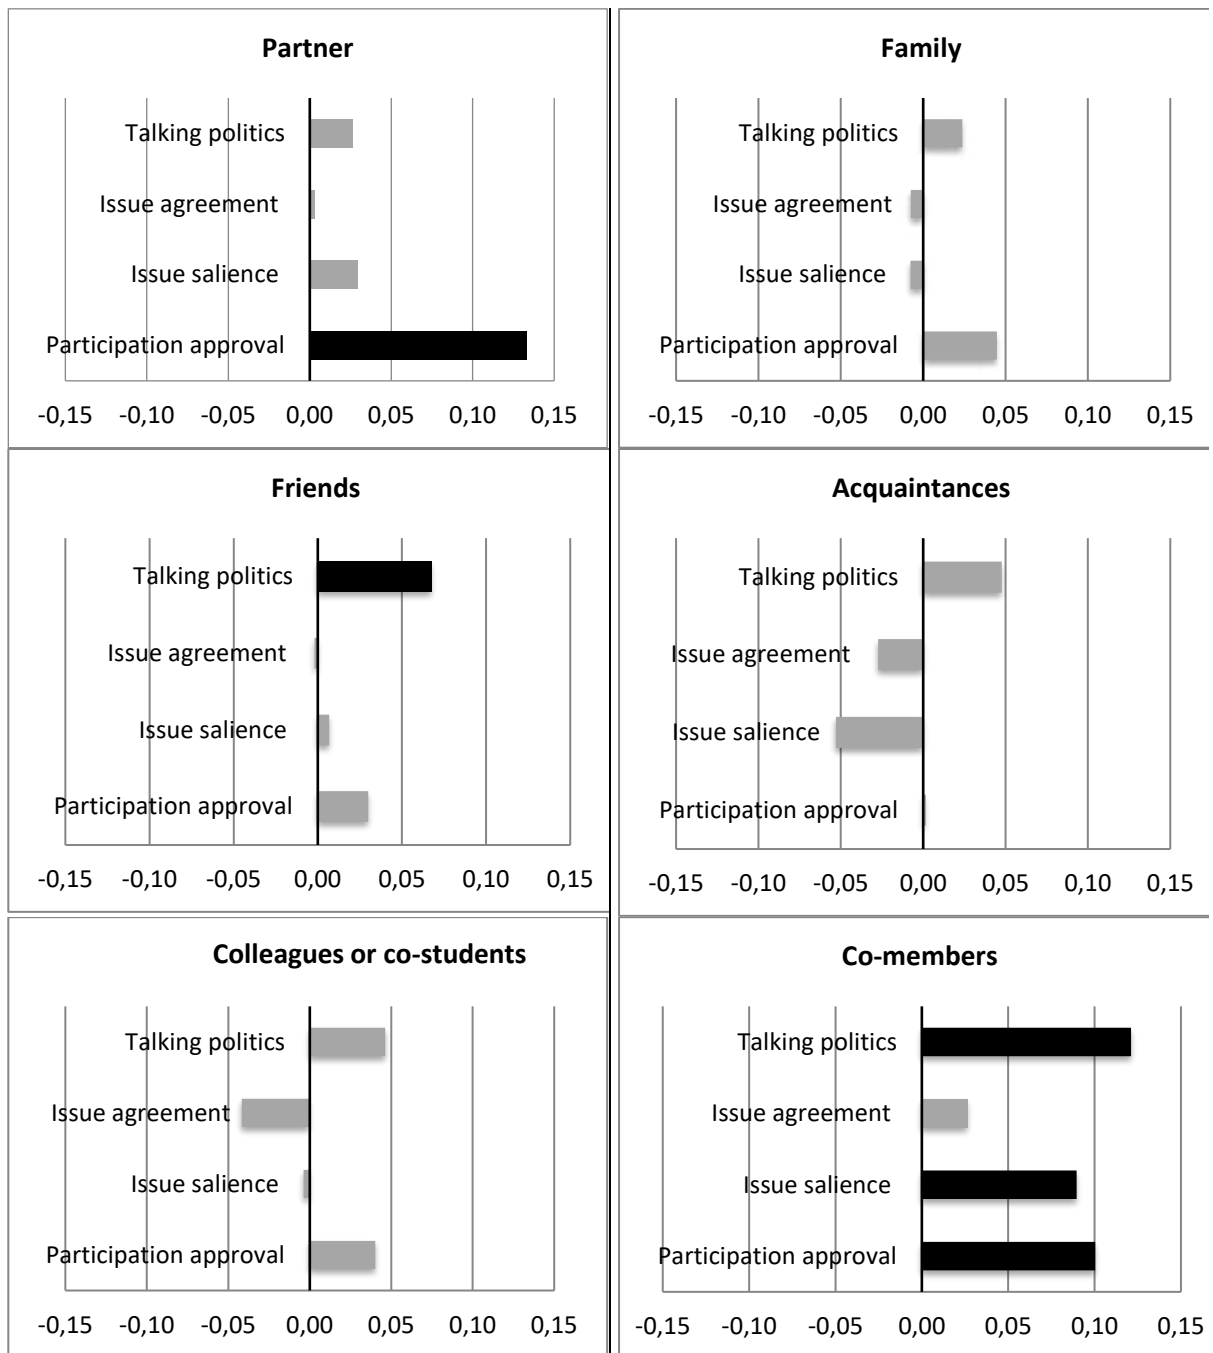 Partner
Talking politics
Issue agreement
Issue salience
Participation approval
-0,15 -0,10 -0,05 0,00 0,05 0,10 0,15
Family
Talking politics
Issue agreement
Issue salience
Participation approval
-0,15 -0,10 -0,05 0,00 0,05 0,10 0,15
Friends
Talking politics
Issue agreement
Issue salience
Participation approval
-0,15 -0,10 -0,05 0,00 0,05 0,10 0,15
Acquaintances
Talking politics
Issue agreement
Issue salience
Participation approval
-0,15 -0,10 -0,05 0,00 0,05 0,10 0,15
Colleagues or co-students
Talking politics
Issue agreement
Issue salience
Participation approval
-0,15 -0,10 -0,05 0,00 0,05 0,10 0,15
Co-members
Talking politics
Issue agreement
Issue salience
Participation approval
-0,15 -0,10 -0,05 0,00 0,05 0,10 0,15